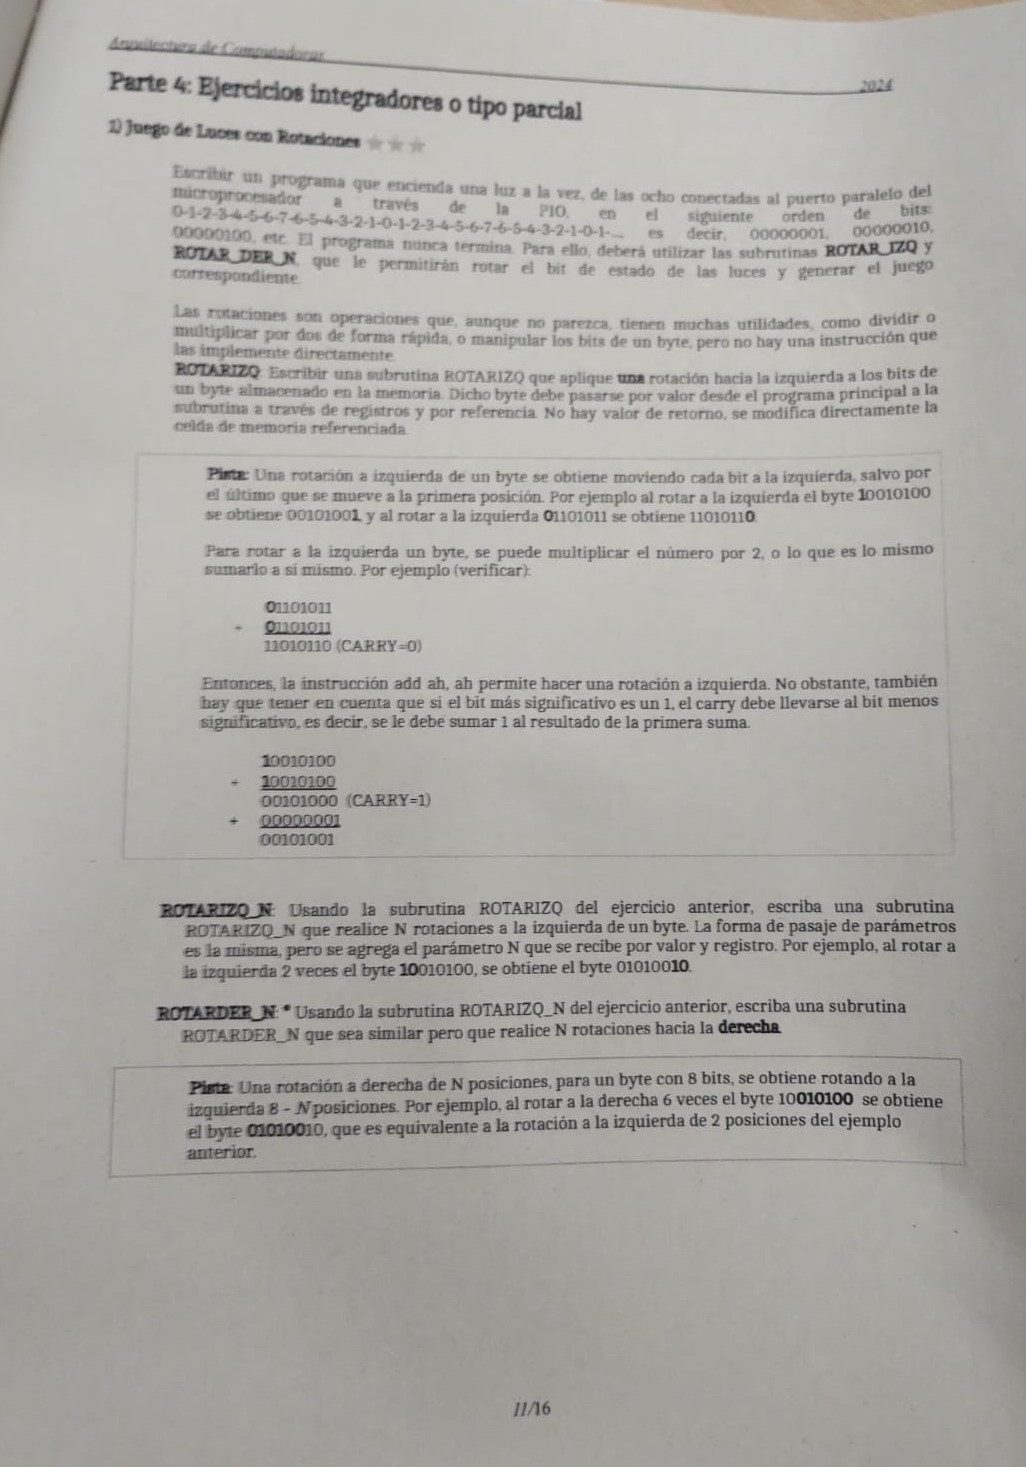 Arquitectura de Computadoras
2024
Parte 4: Ejercicios integradores o tipo parcial
1) Juego de Luces con Rotaciones ★★★
Escribir un programa que encienda una luz a la vez, de las ocho conectadas al puerto paralelo del
microprocesador a través de la PIO, en el siguiente orden de bits:
0-1-2-3-4-5-6-7-6-5-4-3-2-1-0-1-2-3-4-5-6-7-6-5-4-3-2-1-0-1-... es decir, 00000001, 00000010,
00000100, etc. El programa nunca termina. Para ello, deberá utilizar las subrutinas ROTAR_IZQ y
ROTAR_DER_N, que le permitirán rotar el bit de estado de las luces y generar el juego
correspondiente.
Las rotaciones son operaciones que, aunque no parezca, tienen muchas utilidades, como dividir o
multiplicar por dos de forma rápida, o manipular los bits de un byte, pero no hay una instrucción que
las implemente directamente.
ROTARIZQ: Escribir una subrutina ROTARIZQ que aplique una rotación hacia la izquierda a los bits de
un byte almacenado en la memoria. Dicho byte debe pasarse por valor desde el programa principal a la
subrutina a través de registros y por referencia. No hay valor de retorno, se modifica directamente la
celda de memoria referenciada.
Pista: Una rotación a izquierda de un byte se obtiene moviendo cada bit a la izquierda, salvo por
el último que se mueve a la primera posición. Por ejemplo al rotar a la izquierda el byte 10010100
se obtiene 00101001, y al rotar a la izquierda 01101011 se obtiene 11010110.
Para rotar a la izquierda un byte, se puede multiplicar el número por 2, o lo que es lo mismo
sumarlo a sí mismo. Por ejemplo (verificar):
01101011
+ 01101011
11010110 (CARRY=0)
Entonces, la instrucción add ah, ah permite hacer una rotación a izquierda. No obstante, también
hay que tener en cuenta que si el bit más significativo es un 1, el carry debe llevarse al bit menos
significativo, es decir, se le debe sumar 1 al resultado de la primera suma.
10010100
+ 10010100
00101000 (CARRY=1)
+ 00000001
00101001
ROTARIZQ_N: Usando la subrutina ROTARIZQ del ejercicio anterior, escriba una subrutina
ROTARIZQ_N que realice N rotaciones a la izquierda de un byte. La forma de pasaje de parámetros
es la misma, pero se agrega el parámetro N que se recibe por valor y registro. Por ejemplo, al rotar a
la izquierda 2 veces el byte 10010100, se obtiene el byte 01010010.
ROTARDER_N: * Usando la subrutina ROTARIZQ_N del ejercicio anterior, escriba una subrutina
ROTARDER_N que sea similar pero que realice N rotaciones hacia la derecha.
Pista: Una rotación a derecha de N posiciones, para un byte con 8 bits, se obtiene rotando a la
izquierda 8 - N posiciones. Por ejemplo, al rotar a la derecha 6 veces el byte 10010100 se obtiene
el byte 01010010, que es equivalente a la rotación a la izquierda de 2 posiciones del ejemplo
anterior.
11/16